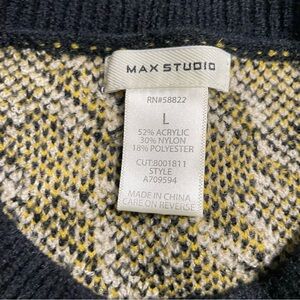 MAX STUDIO
RN#58822
L
52% ACRYLIC
30% NYLON
18% POLYESTER
CUT:8001811
STYLE
A709594
MADE IN CHINA
CARE ON REVERSE